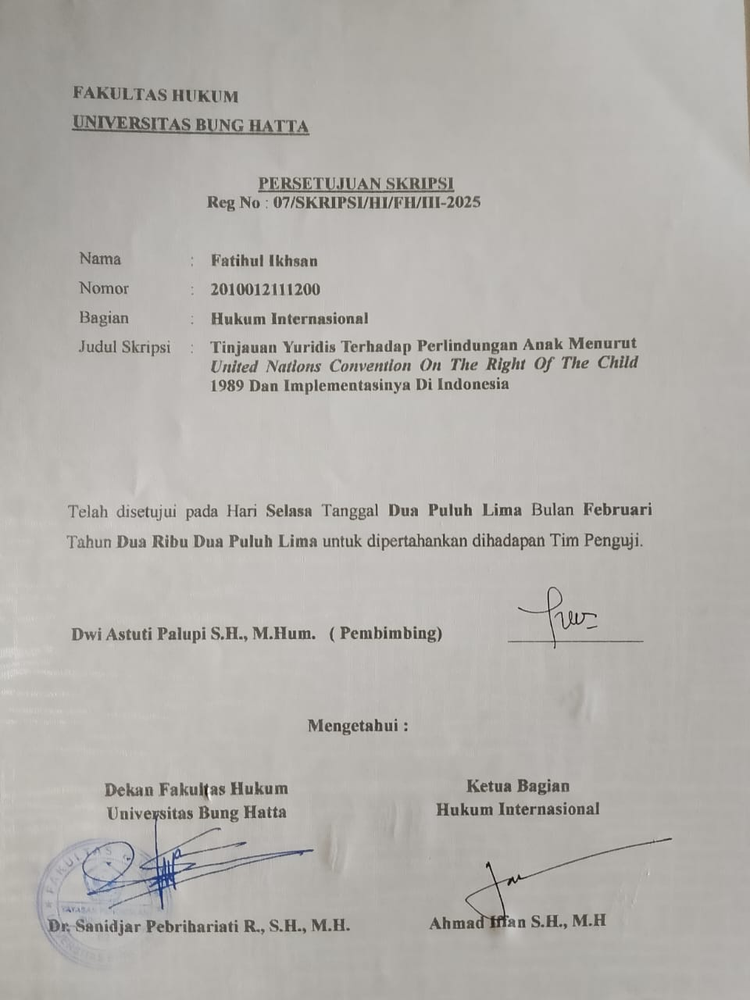 FAKULTAS HUKUM
UNIVERSITAS BUNG HATTA
PERSETUJUAN SKRIPSI
Reg No : 07/SKRIPSI/HI/FH/III-2025
Nama : Fatihul Ikhsan
Nomor : 2010012111200
Bagian : Hukum Internasional
Judul Skripsi : Tinjauan Yuridis Terhadap Perlindungan Anak Menurut
United Nations Convention On The Right Of The Child
1989 Dan Implementasinya Di Indonesia
Telah disetujui pada Hari Selasa Tanggal Dua Puluh Lima Bulan Februari
Tahun Dua Ribu Dua Puluh Lima untuk dipertahankan dihadapan Tim Penguji.
Dwi Astuti Palupi S.H., M.Hum. ( Pembimbing)
Mengetahui :
Dekan Fakultas Hukum
Universitas Bung Hatta
FAKULTAS
YAYASAN
Dr. Sanidjar Pebrihariati R., S.H., M.H.
Ketua Bagian
Hukum Internasional
Ahmad Iffan S.H., M.H